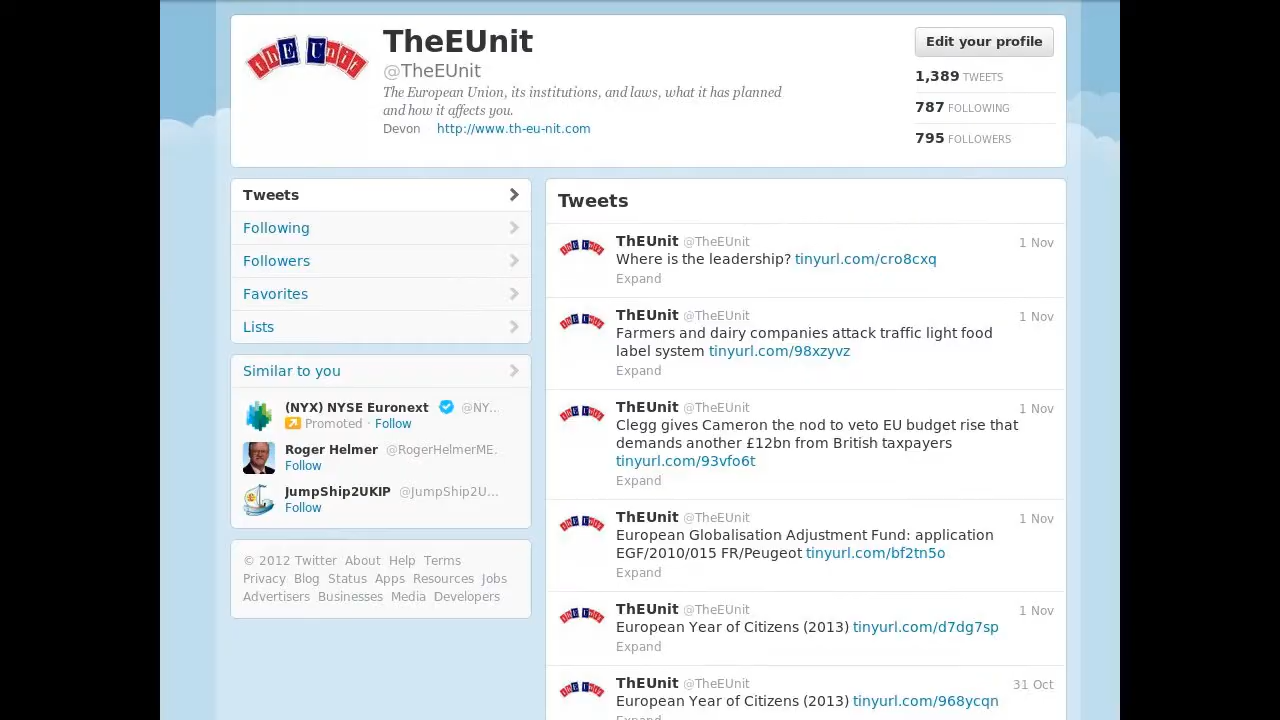 thE Unit
TheEUnit
@TheEUnit
The European Union, its institutions, and laws, what it has planned
and how it affects you.
Devon http://www.th-eu-nit.com
Edit your profile
1,389 TWEETS
787 FOLLOWING
795 FOLLOWERS
Tweets
Following
Followers
Favorites
Lists
Similar to you
(NYX) NYSE Euronext @NY...
Promoted · Follow
Roger Helmer @RogerHelmerME.
Follow
JumpShip2UKIP @JumpShip2U...
Follow
© 2012 Twitter About Help Terms
Privacy Blog Status Apps Resources Jobs
Advertisers Businesses Media Developers
Tweets
ThEUnit @TheEUnit 1 Nov
Where is the leadership? tinyurl.com/cro8cxq
Expand
ThEUnit @TheEUnit 1 Nov
Farmers and dairy companies attack traffic light food
label system tinyurl.com/98xzyvz
Expand
ThEUnit @TheEUnit 1 Nov
Clegg gives Cameron the nod to veto EU budget rise that
demands another £12bn from British taxpayers
tinyurl.com/93vfo6t
Expand
ThEUnit @TheEUnit 1 Nov
European Globalisation Adjustment Fund: application
EGF/2010/015 FR/Peugeot tinyurl.com/bf2tn5o
Expand
ThEUnit @TheEUnit 1 Nov
European Year of Citizens (2013) tinyurl.com/d7dg7sp
Expand
ThEUnit @TheEUnit 31 Oct
European Year of Citizens (2013) tinyurl.com/968ycqn
Expand